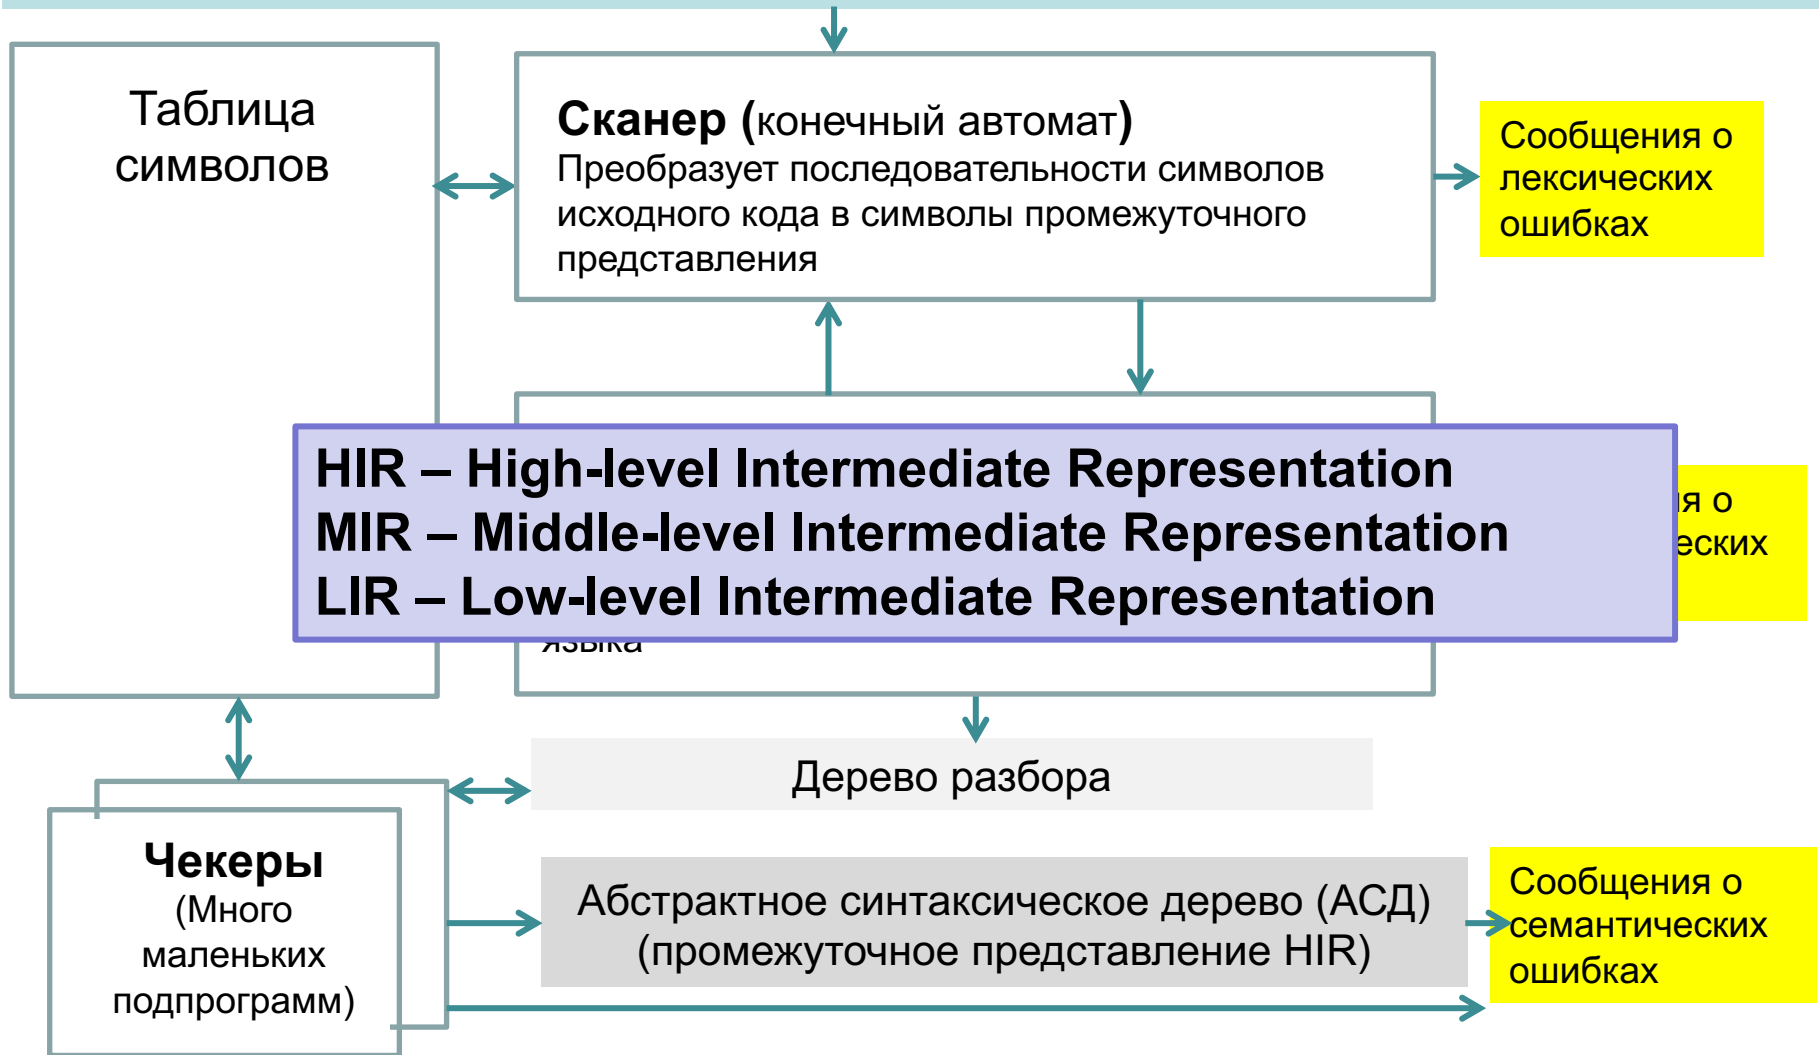 Таблица
символов
Сканер (конечный автомат)
Преобразует последовательности символов
исходного кода в символы промежуточного
представления
Сообщения о
лексических
ошибках
HIR – High-level Intermediate Representation
MIR – Middle-level Intermediate Representation
LIR – Low-level Intermediate Representation
о
языка
Дерево разбора
Чекеры
(Много
маленьких
подпрограмм)
Абстрактное синтаксическое дерево (АСД)
(промежуточное представление HIR)
Сообщения о
семантических
ошибках